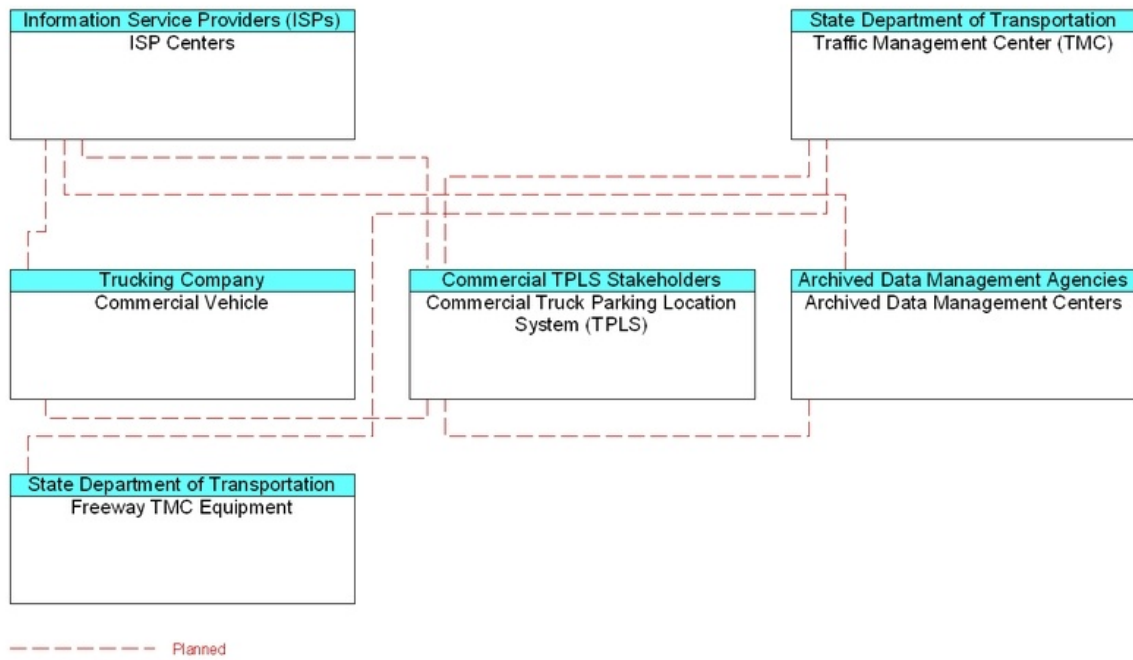 Information Service Providers (ISPs)
ISP Centers
State Department of Transportation
Traffic Management Center (TMC)
Trucking Company
Commercial Vehicle
Commercial TPLS Stakeholders
Commercial Truck Parking Location
System (TPLS)
Archived Data Management Agencies
Archived Data Management Centers
State Department of Transportation
Freeway TMC Equipment
Planned